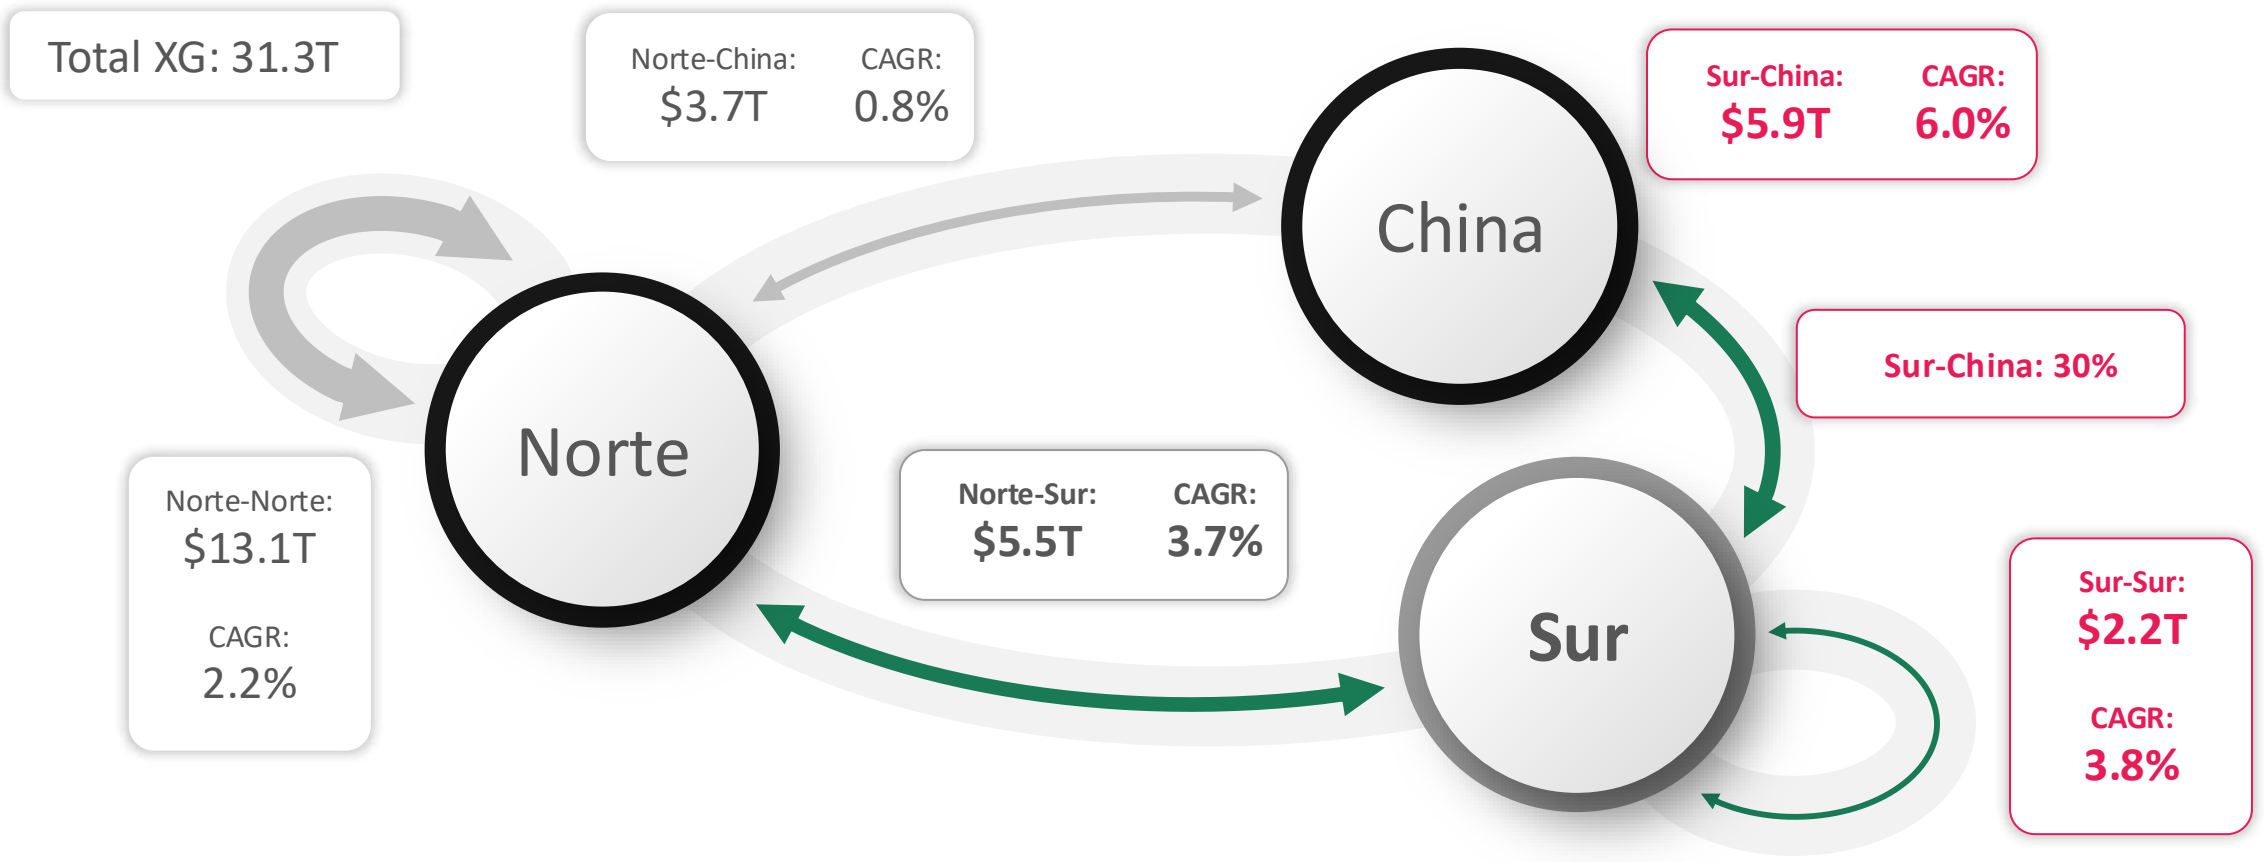 Total XG: 31.3T
Norte-China: CAGR:
$3.7T 0.8%
Sur-China: CAGR:
$5.9T 6.0%
China
Sur-China: 30%
Norte
Norte-Norte:
$13.1T
CAGR:
2.2%
Norte-Sur: CAGR:
$5.5T 3.7%
Sur
Sur-Sur:
$2.2T
CAGR:
3.8%